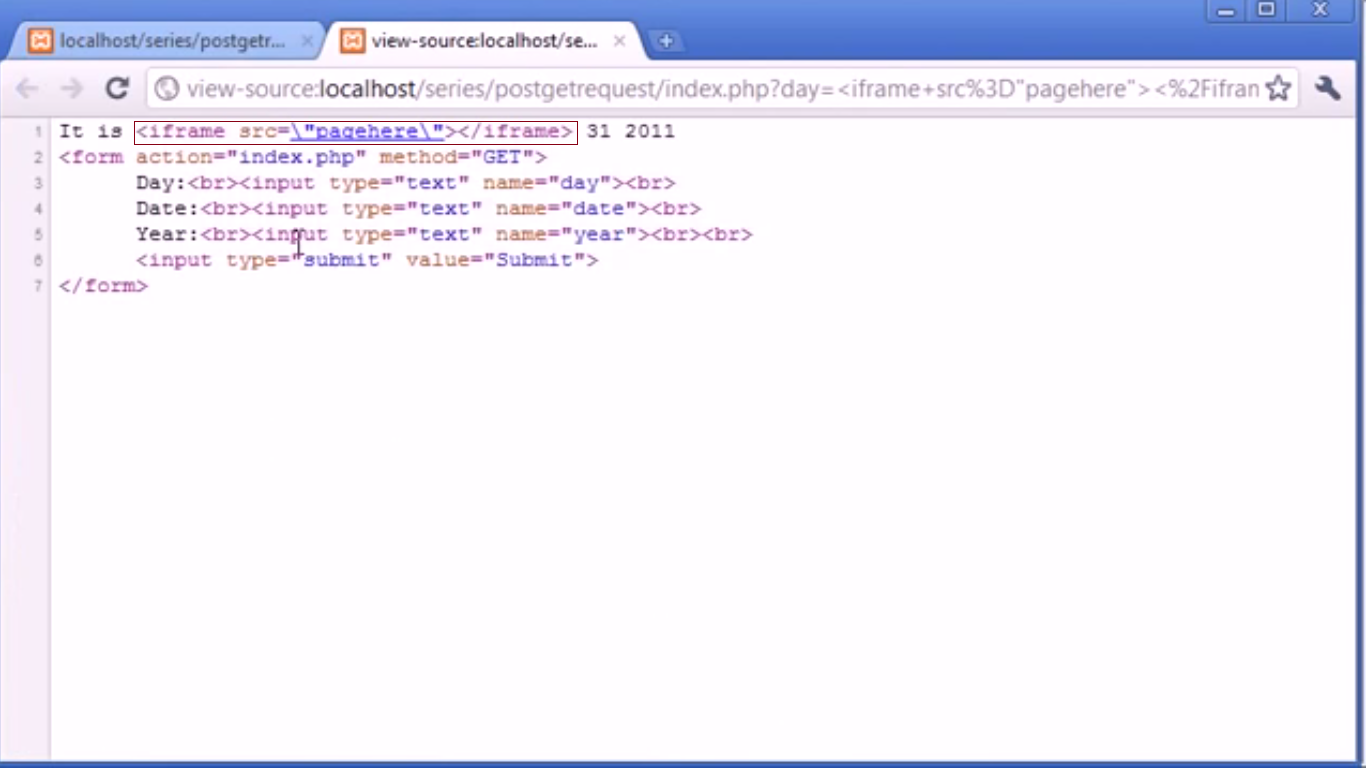 localhost/series/postgetr...
view-source:localhost/se...
view-source:localhost/series/postgetrequest/index.php?day=<iframe+src%3D"pagehere"><%2Fifran
1 It is <iframe src=\"pagehere\"></iframe> 31 2011
2 <form action="index.php" method="GET">
3 Day:<br><input type="text" name="day"><br>
4 Date:<br><input type="text" name="date"><br>
5 Year:<br><input type="text" name="year"><br><br>
6 <input type="submit" value="Submit">
7 </form>